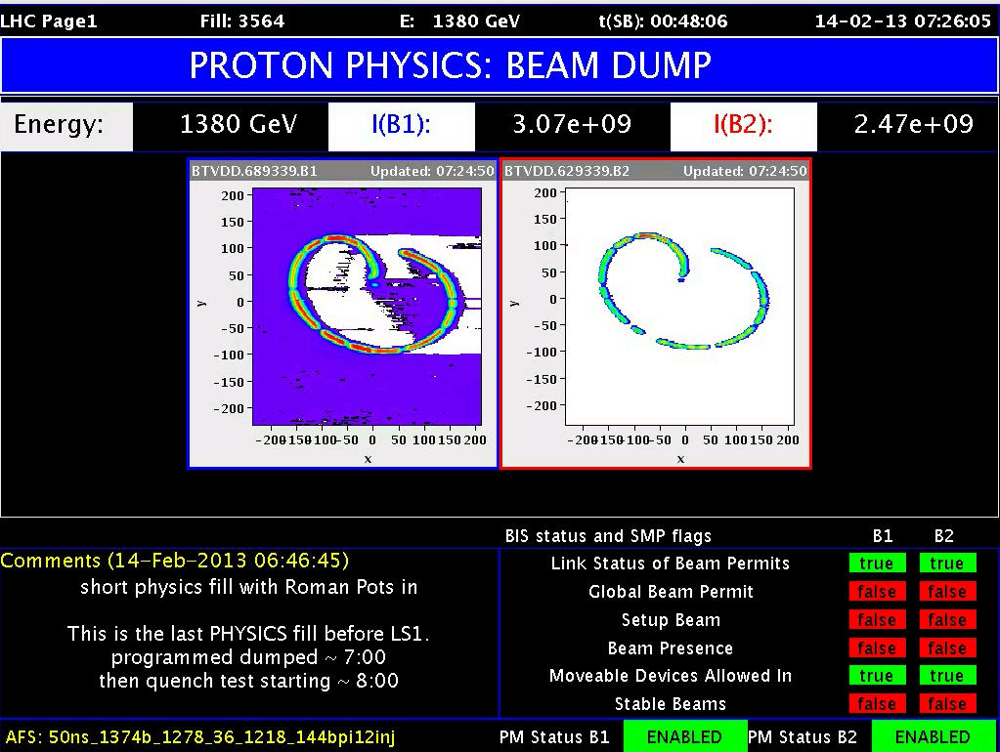 LHC Page1 Fill: 3564 E: 1380 GeV t(SB): 00:48:06 14-02-13 07:26:05
PROTON PHYSICS: BEAM DUMP
Energy: 1380 GeV I(B1): 3.07e+09 I(B2): 2.47e+09
BTVDD.689339.B1 Updated: 07:24:50
200
150
100
50
0
-50
-100
-150
-200
y
-200-150-100-50 0 50 100150200
x
BTVDD.629339.B2 Updated: 07:24:50
200
150
100
50
0
-50
-100
-150
-200
y
-200-150-100-50 0 50 100150200
x
Comments (14-Feb-2013 06:46:45)
short physics fill with Roman Pots in
This is the last PHYSICS fill before LS1.
programmed dumped ~ 7:00
then quench test starting ~ 8:00
BIS status and SMP flags B1 B2
Link Status of Beam Permits true true
Global Beam Permit false false
Setup Beam false false
Beam Presence false false
Moveable Devices Allowed In true true
Stable Beams false false
AFS: 50ns_1374b_1278_36_1218_144bpi12inj PM Status B1 ENABLED PM Status B2 ENABLED